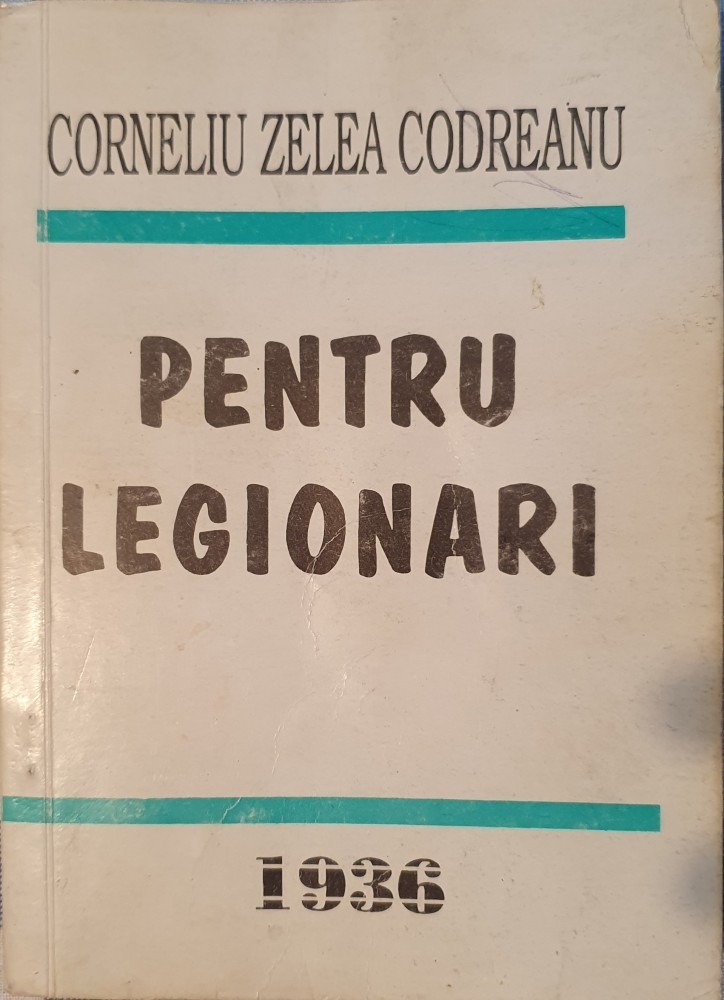 CORNELIU ZELEA CODREANU
PENTRU
LEGIONARI
1936